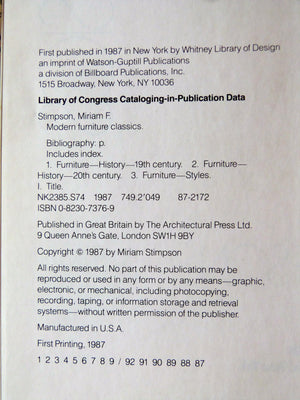 First published in 1987 in New York by Whitney Library of Design
an imprint of Watson-Guptill Publications
a division of Billboard Publications, Inc.
1515 Broadway, New York, NY 10036
Library of Congress Cataloging-in-Publication Data
Stimpson, Miriam F.
Modern furniture classics.
Bibliography: p.
Includes index.
1. Furniture—History—19th century. 2. Furniture—
History—20th century. 3. Furniture—Styles.
I. Title.
NK2385.S74 1987 749.2'049 87-2172
ISBN 0-8230-7376-9
Published in Great Britain by The Architectural Press Ltd.
9 Queen Anne's Gate, London SW1H 9BY
Copyright © 1987 by Miriam Stimpson
All rights reserved. No part of this publication may be
reproduced or used in any form or by any means—graphic,
electronic, or mechanical, including photocopying,
recording, taping, or information storage and retrieval
systems—without written permission of the publisher.
Manufactured in U.S.A.
First Printing, 1987
1 2 3 4 5 6 7 8 9 / 92 91 90 89 88 87